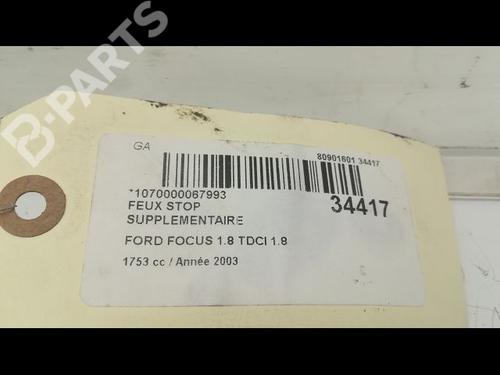 B-PARTS
GA
80901601 34417
*1070000067993
34417
FEUX STOP
SUPPLEMENTAIRE
FORD FOCUS 1.8 TDCI 1.8
1753 cc / Année 2003